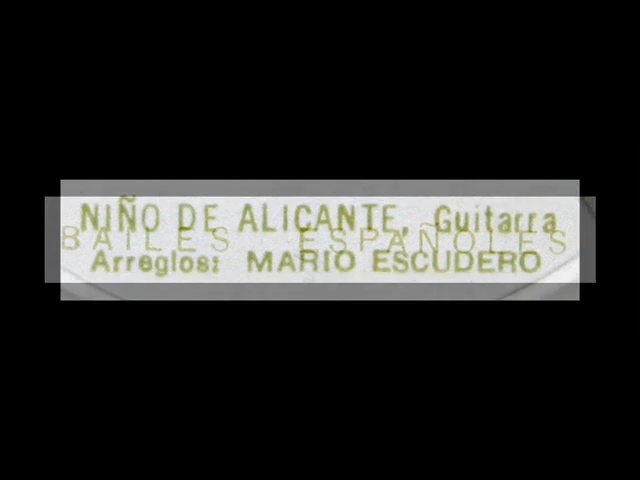 NIÑO DE ALICANTE, Guitarra
BAILES ESPAÑOLES
Arreglos: MARIO ESCUDERO